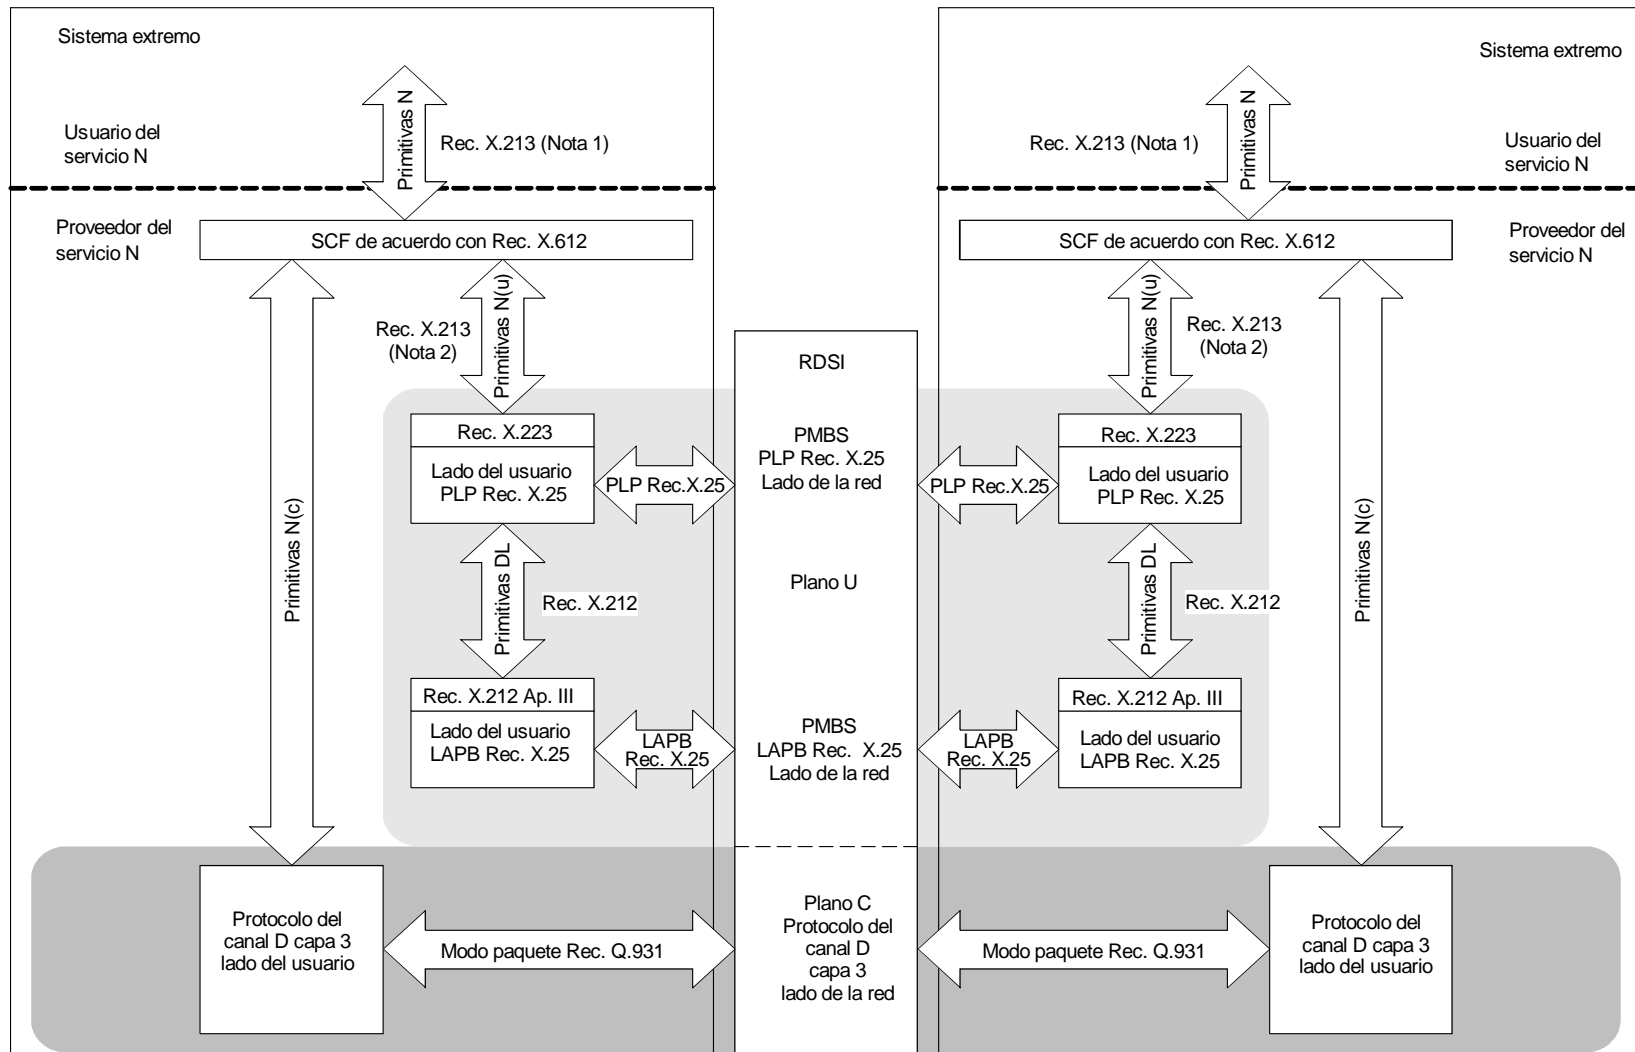 Sistema extremo
Sistema extremo
Primitivas N
Rec. X.213 (Nota 1)
Usuario del
servicio N
Rec. X.213 (Nota 1)
Primitivas N
Usuario del
servicio N
Proveedor del
servicio N
SCF de acuerdo con Rec. X.612
SCF de acuerdo con Rec. X.612
Proveedor del
servicio N
Rec. X.213
(Nota 2)
Primitivas N(u)
Primitivas N(u)
Rec. X.213
(Nota 2)
RDSI
Rec. X.223
Lado del usuario
PLP Rec. X.25
PLP Rec.X.25
PMBS
PLP Rec. X.25
Lado de la red
PLP Rec.X.25
Rec. X.223
Lado del usuario
PLP Rec. X.25
Primitivas N(c)
Primitivas DL
Rec. X.212
Plano U
Primitivas DL
Rec. X.212
Primitivas N(c)
Rec. X.212 Ap. III
Lado del usuario
LAPB Rec. X.25
LAPB
Rec. X.25
PMBS
LAPB Rec. X.25
Lado de la red
LAPB
Rec. X.25
Rec. X.212 Ap. III
Lado del usuario
LAPB Rec. X.25
Protocolo del
canal D capa 3
lado del usuario
Modo paquete Rec. Q.931
Plano C
Protocolo del
canal D
capa 3
lado de la red
Modo paquete Rec. Q.931
Protocolo del
canal D capa 3
lado del usuario